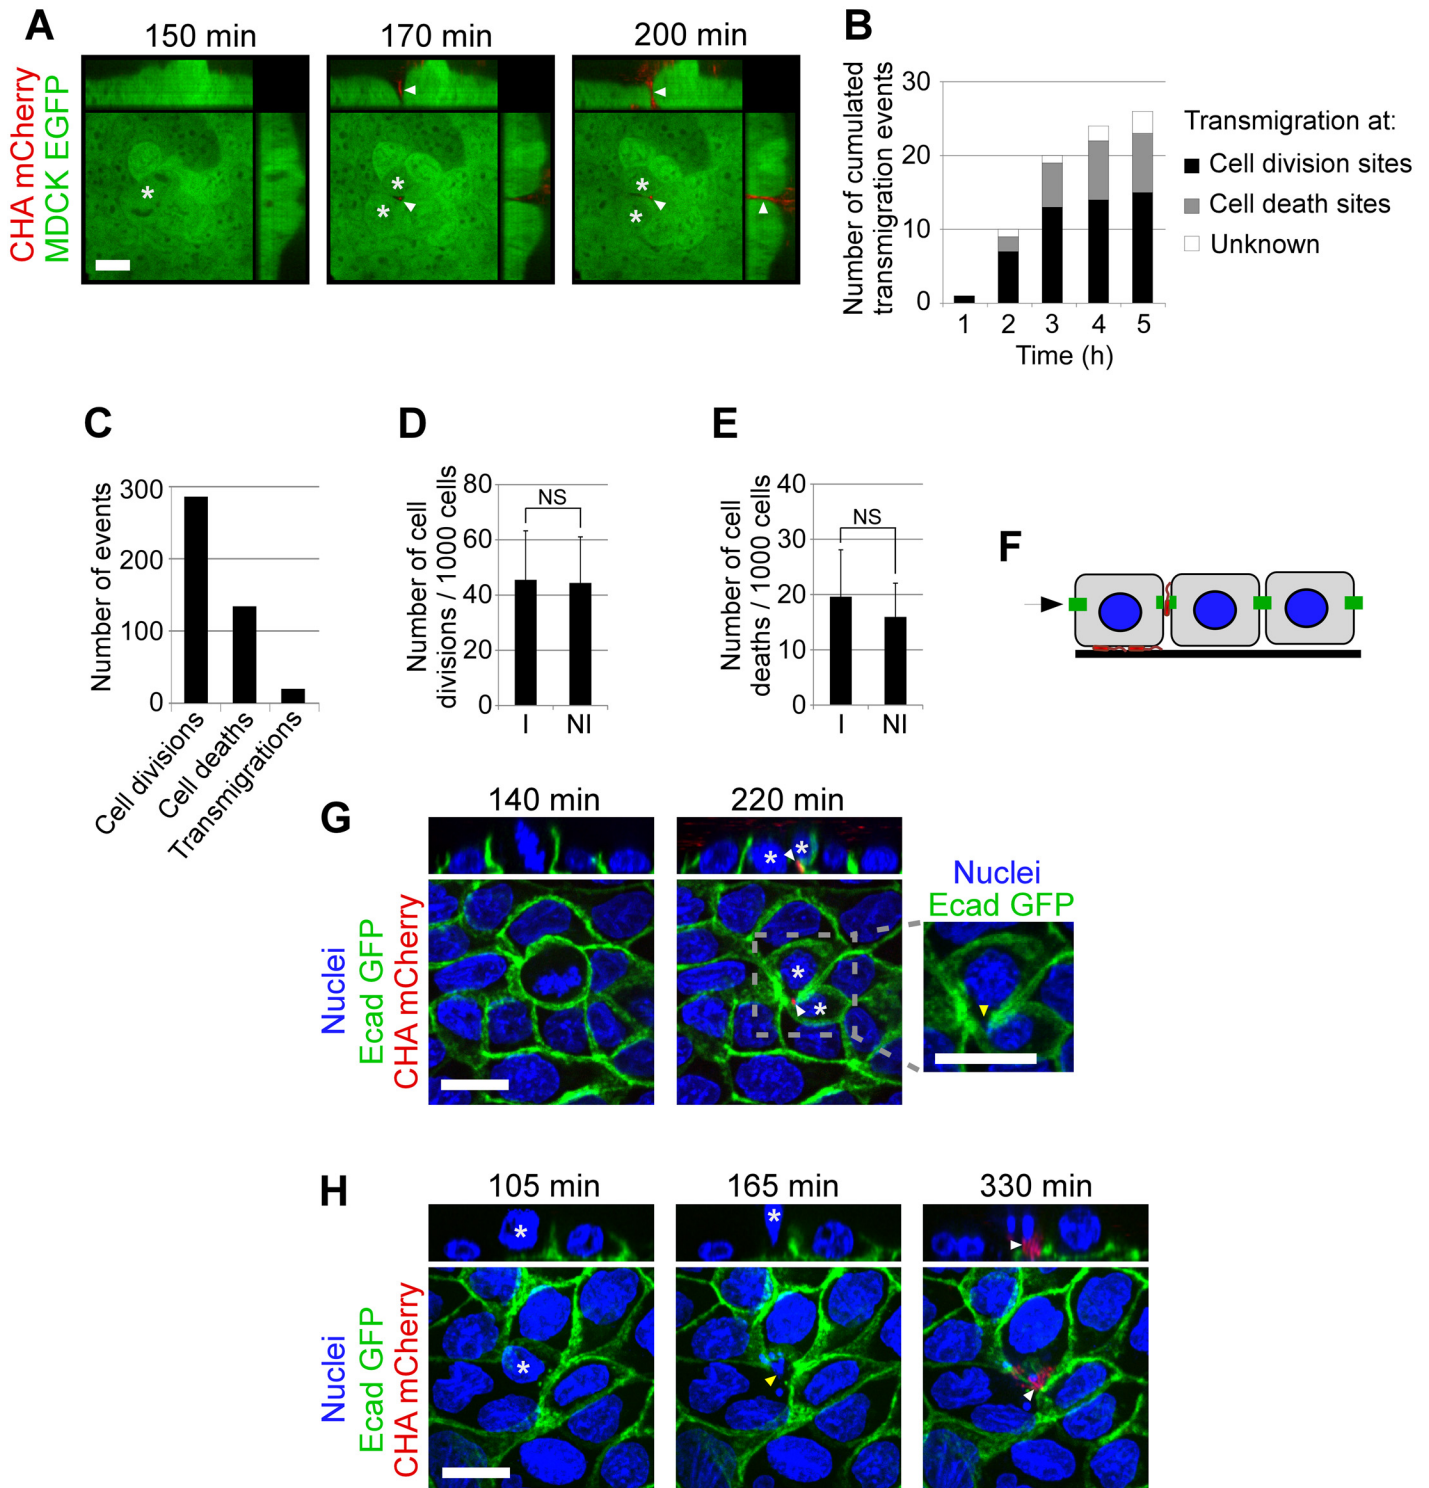 A
150 min
170 min
200 min
CHA mCherry
MDCK EGFP
*
*
*
*
*
B
Number of cumulated
transmigration events
30
20
10
0
1 2 3 4 5
Time (h)
Transmigration at:
Cell division sites
Cell death sites
Unknown
C
Number of events
300
200
100
0
Cell divisions
Cell deaths
Transmigrations
D
Number of cell
divisions / 1000 cells
80
60
40
20
0
NS
I NI
E
Number of cell
deaths / 1000 cells
40
30
20
10
0
NS
I NI
F
G
140 min
220 min
Nuclei
Ecad GFP
CHA mCherry
* *
*
*
Nuclei
Ecad GFP
H
105 min
165 min
330 min
Nuclei
Ecad GFP
CHA mCherry
*
*
*